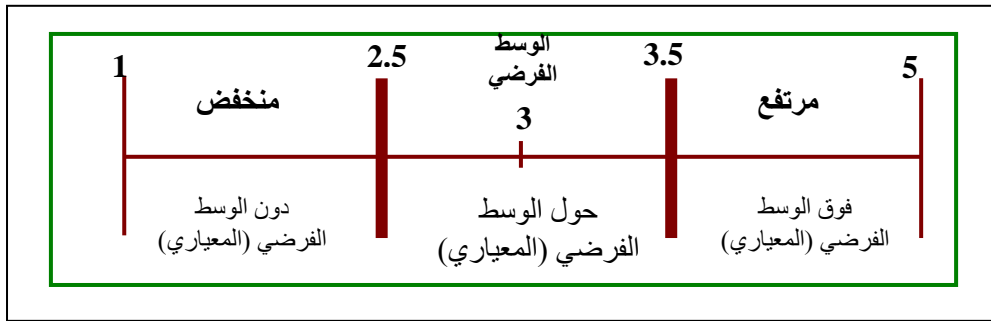 الوسط
الفرضي
1
2.5
3.5
5
منخفض
3
مرتفع
دون الوسط
الفرضي (المعياري)
حول الوسط
الفرضي (المعياري)
فوق الوسط
الفرضي (المعياري)